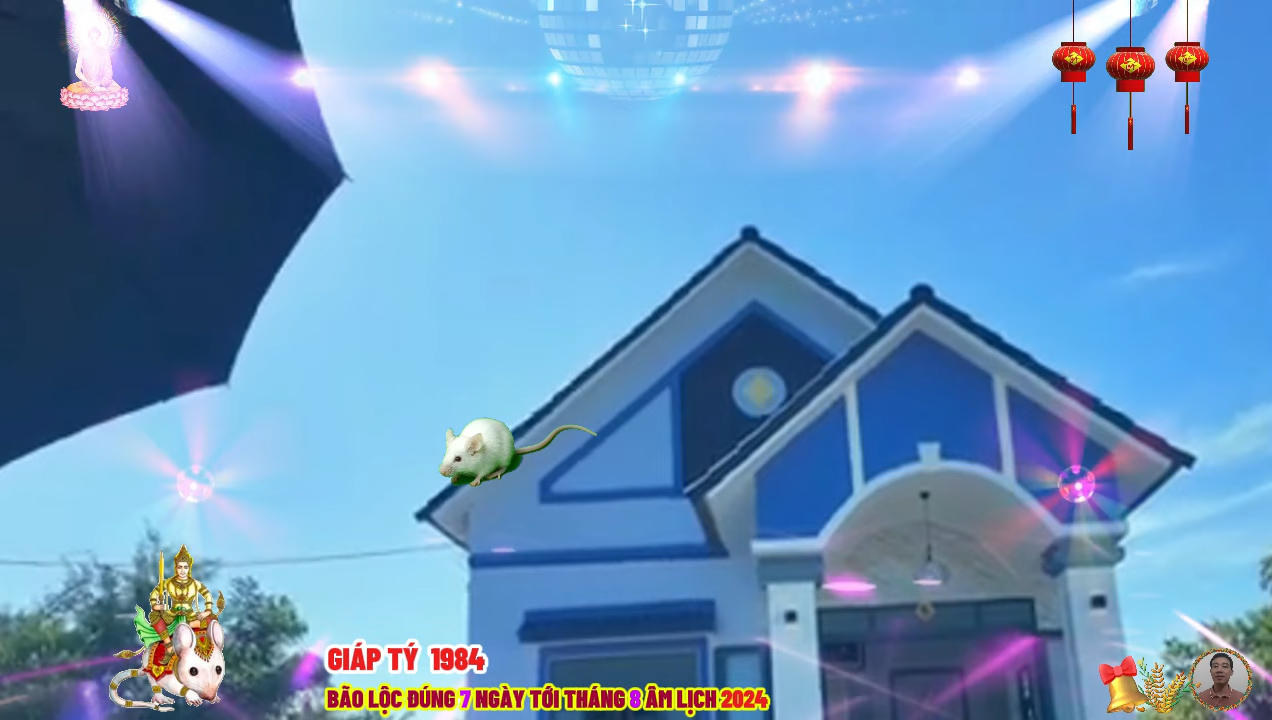 GIÁP TÝ 1984
BÃO LỘC ĐÚNG 7 NGÀY TỚI THÁNG 8 ÂM LỊCH 2024